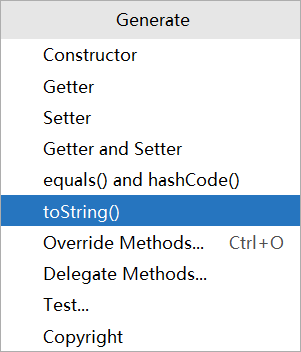 Generate
Constructor
Getter
Setter
Getter and Setter
equals() and hashCode()
toString()
Override Methods... Ctrl+O
Delegate Methods...
Test...
Copyright